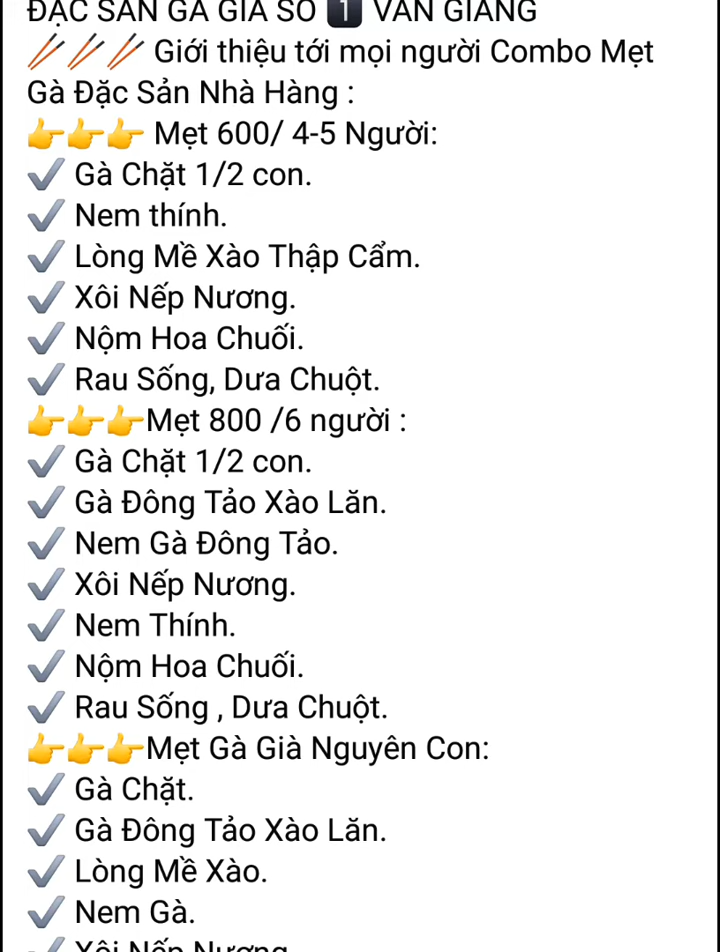 ĐẶC SẢN GÀ GIÀ SỐ 1️⃣ VĂN GIANG
🥢🥢🥢 Giới thiệu tới mọi người Combo Mẹt
Gà Đặc Sản Nhà Hàng :
👉👉👉 Mẹt 600/ 4-5 Người:
✔️ Gà Chặt 1/2 con.
✔️ Nem thính.
✔️ Lòng Mề Xào Thập Cẩm.
✔️ Xôi Nếp Nương.
✔️ Nộm Hoa Chuối.
✔️ Rau Sống, Dưa Chuột.
👉👉👉Mẹt 800 /6 người :
✔️ Gà Chặt 1/2 con.
✔️ Gà Đông Tảo Xào Lăn.
✔️ Nem Gà Đông Tảo.
✔️ Xôi Nếp Nương.
✔️ Nem Thính.
✔️ Nộm Hoa Chuối.
✔️ Rau Sống , Dưa Chuột.
👉👉👉Mẹt Gà Già Nguyên Con:
✔️ Gà Chặt.
✔️ Gà Đông Tảo Xào Lăn.
✔️ Lòng Mề Xào.
✔️ Nem Gà.
✔️ Xôi Nếp Nương